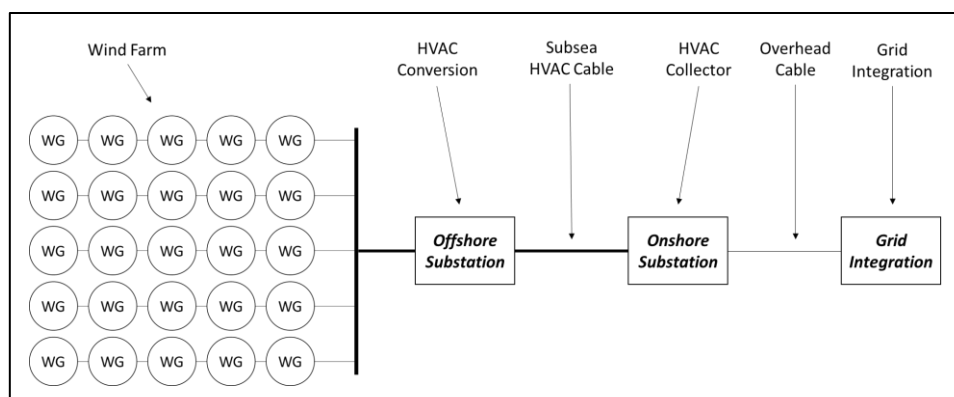 Wind Farm
HVAC
Conversion
Subsea
HVAC Cable
HVAC
Collector
Overhead
Cable
Grid
Integration
WG WG WG WG WG
WG WG WG WG WG
WG WG WG WG WG
Offshore
Substation
Onshore
Substation
Grid
Integration
WG WG WG WG WG
WG WG WG WG WG